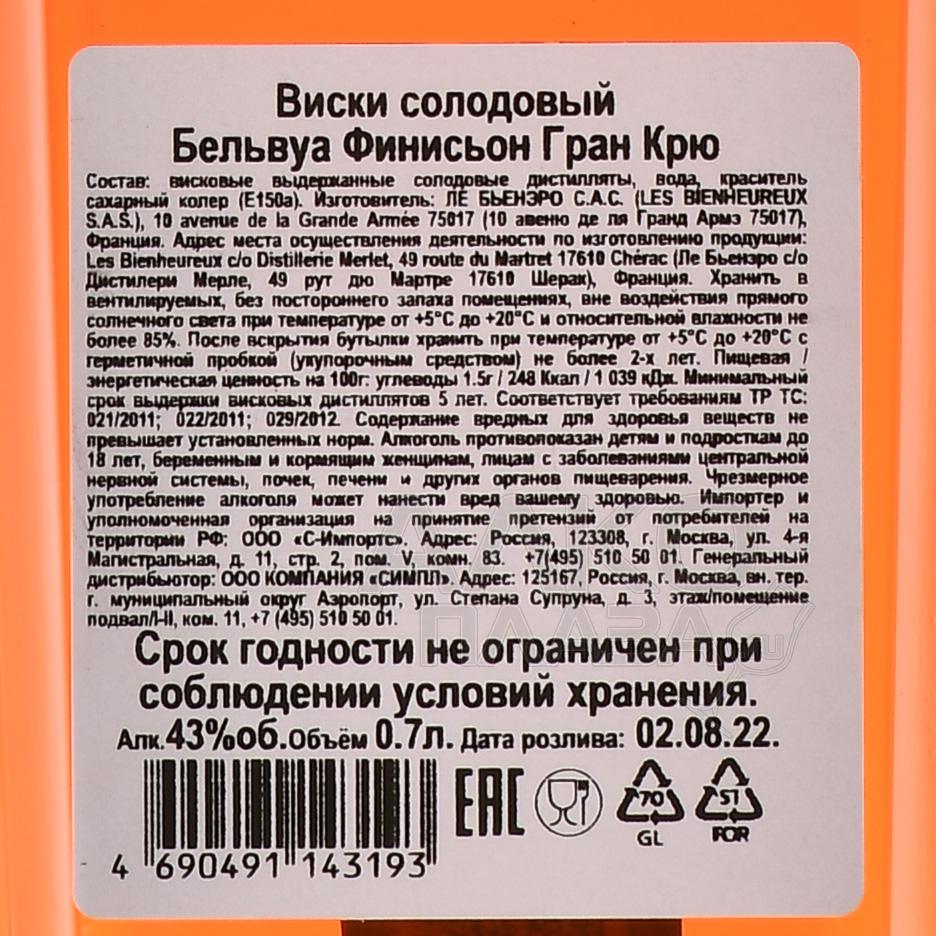 Виски солодовый
Бельвуа Финисьон Гран Крю
Состав: висковые выдержанные солодовые дистилляты, вода, краситель
сахарный колер (Е150а). Изготовитель: ЛЕ БЬЕНЭРО С.А.С. (LES BIENHEUREUX
S.A.S.), 10 avenue de la Grande Armée 75017 (10 авеню де ля Гранд Армэ 75017),
Франция. Адрес места осуществления деятельности по изготовлению продукции:
Les Bienheureux c/o Distillerie Merlet, 49 route du Martret 17610 Chérac (Ле Бьенэро с/о
Дистилери Мерле, 49 рут дю Мартре 17610 Шерак), Франция. Хранить в
вентилируемых, без постороннего запаха помещениях, вне воздействия прямого
солнечного света при температуре от +5°С до +20°С и относительной влажности не
более 85%. После вскрытия бутылки хранить при температуре от +5°С до +20°С с
герметичной пробкой (укупорочным средством) не более 2-х лет. Пищевая /
энергетическая ценность на 100г: углеводы 1.5г / 248 Ккал / 1 039 кДж. Минимальный
срок выдержки висковых дистиллятов 5 лет. Соответствует требованиям ТР ТС:
021/2011; 022/2011; 029/2012. Содержание вредных для здоровья веществ не
превышает установленных норм. Алкоголь противопоказан детям и подросткам до
18 лет, беременным и кормящим женщинам, лицам с заболеваниями центральной
нервной системы, почек, печени и других органов пищеварения. Чрезмерное
употребление алкоголя может нанести вред вашему здоровью. Импортер и
уполномоченная организация на принятие претензий от потребителей на
территории РФ: ООО «С-Импортс». Адрес: Россия, 123308, г. Москва, ул. 4-я
Магистральная, д. 11, стр. 2, пом. V, комн. 83. +7(495) 510 50 01. Генеральный
дистрибьютор: ООО КОМПАНИЯ «СИМПЛ». Адрес: 125167, Россия, г. Москва, вн. тер.
г. муниципальный округ Аэропорт, ул. Степана Супруна, д. 3, этаж/помещение
подвал/I-II, ком. 11, +7 (495) 510 50 01.
Срок годности не ограничен при
соблюдении условий хранения.
Алк.43%об.Объём 0.7л. Дата розлива: 02.08.22.
EAC 70 51
GL FOR
4 690491 143193